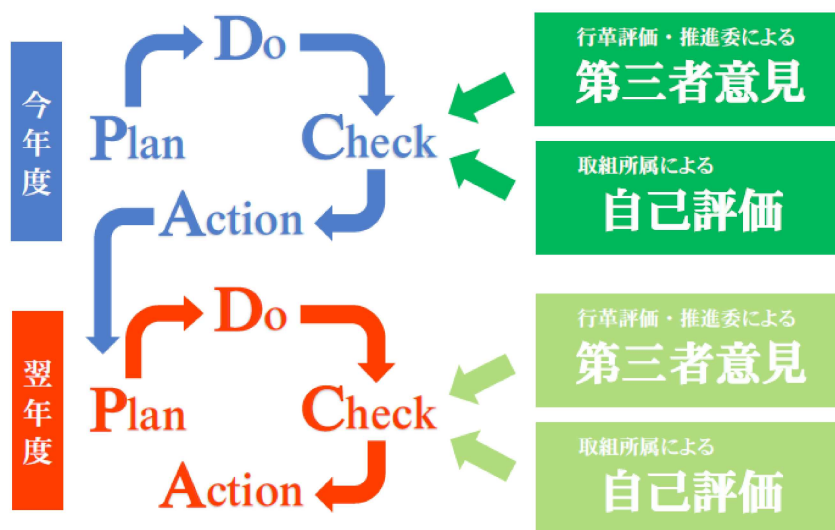 今年度
Plan
Do
Check
Action
行革評価・推進委による
第三者意見
取組所属による
自己評価
翌年度
Plan
Do
Check
Action
行革評価・推進委による
第三者意見
取組所属による
自己評価